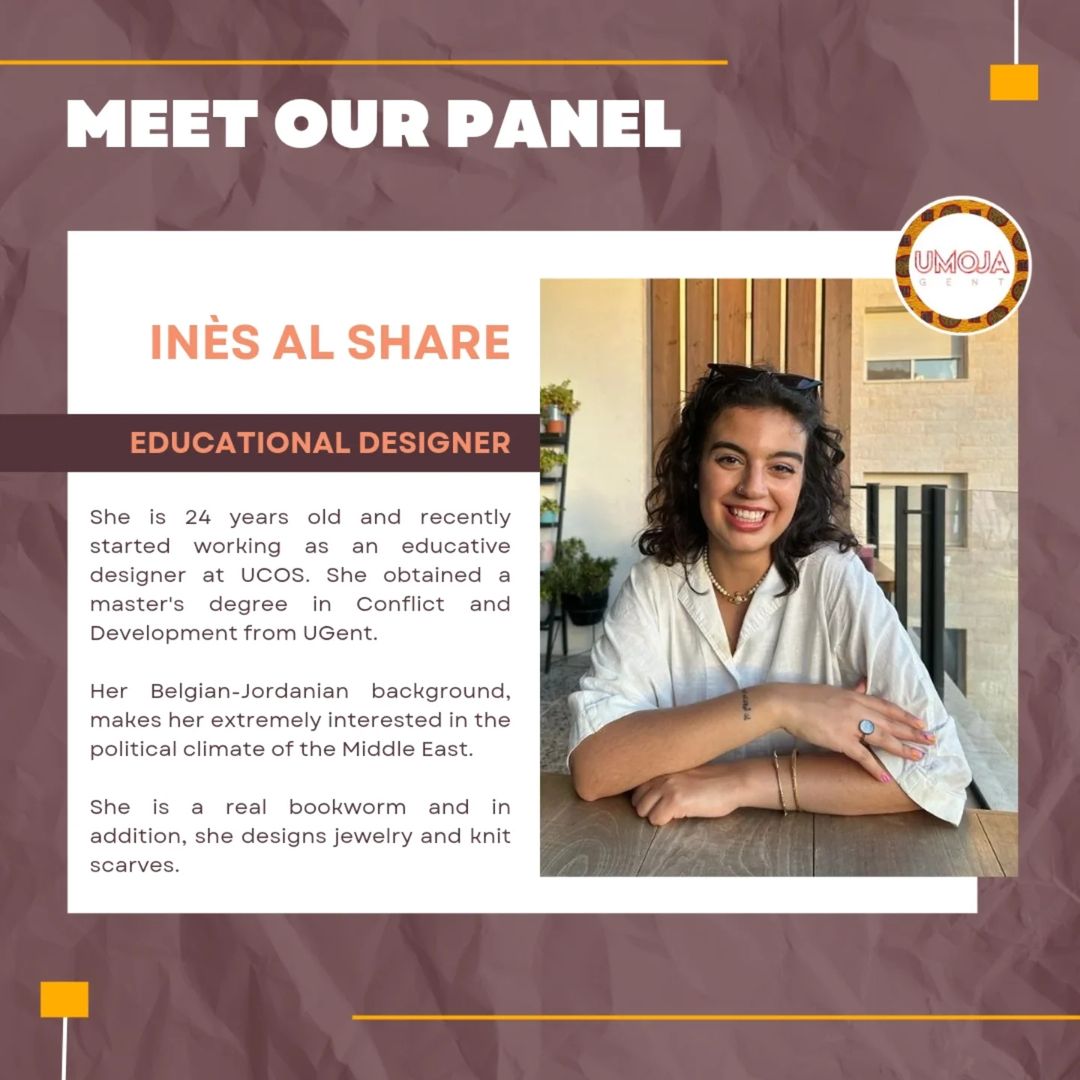 MEET OUR PANEL
UMOJA
GENT
INÈS AL SHARE
EDUCATIONAL DESIGNER
She is 24 years old and recently
started working as an educative
designer at UCOS. She obtained a
master's degree in Conflict and
Development from UGent.
Her Belgian-Jordanian background,
makes her extremely interested in the
political climate of the Middle East.
She is a real bookworm and in
addition, she designs jewelry and knit
scarves.